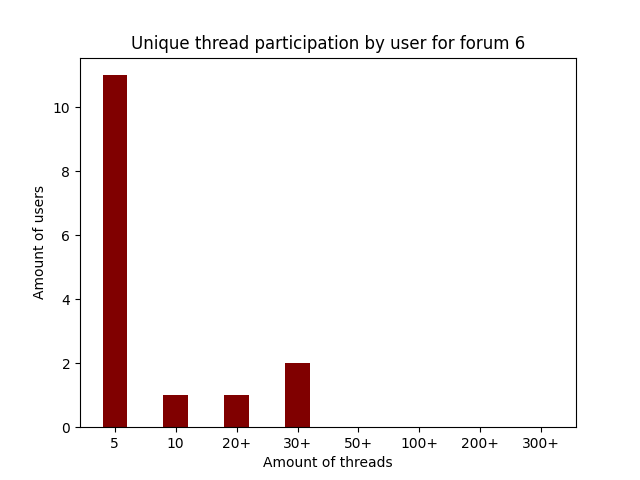 Unique thread participation by user for forum 6
Amount of users
10
8
6
4
2
0
5 10 20+ 30+ 50+ 100+ 200+ 300+
Amount of threads